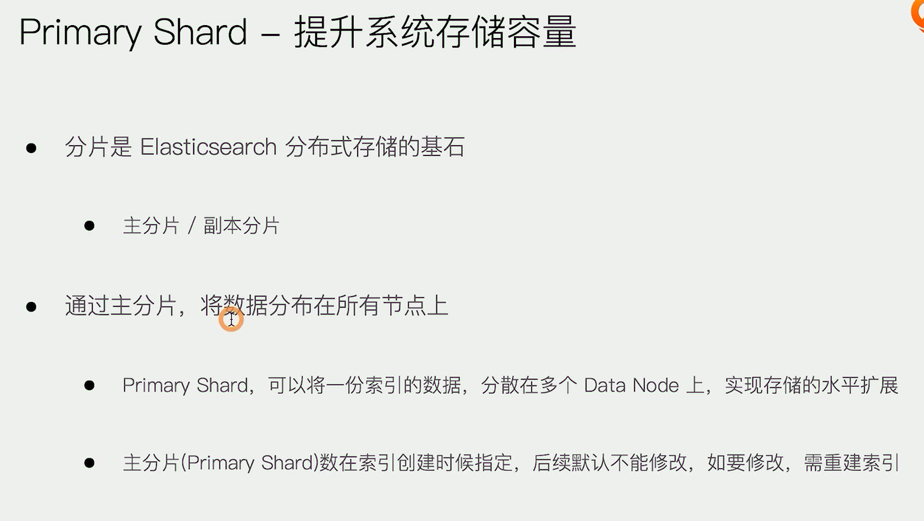 Primary Shard – 提升系统存储容量
分片是 Elasticsearch 分布式存储的基石
主分片 / 副本分片
通过主分片，将数据分布在所有节点上
Primary Shard，可以将一份索引的数据，分散在多个 Data Node 上，实现存储的水平扩展
主分片(Primary Shard)数在索引创建时候指定，后续默认不能修改，如要修改，需重建索引